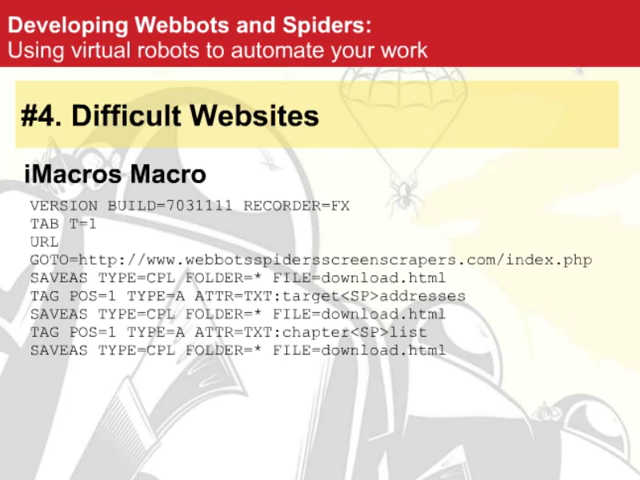 Developing Webbots and Spiders:
Using virtual robots to automate your work
#4. Difficult Websites
iMacros Macro
VERSION BUILD=7031111 RECORDER=FX
TAB T=1
URL
GOTO=http://www.webbotsspidersscreenscrapers.com/index.php
SAVEAS TYPE=CPL FOLDER=* FILE=download.html
TAG POS=1 TYPE=A ATTR=TXT:target<SP>addresses
SAVEAS TYPE=CPL FOLDER=* FILE=download.html
TAG POS=1 TYPE=A ATTR=TXT:chapter<SP>list
SAVEAS TYPE=CPL FOLDER=* FILE=download.html